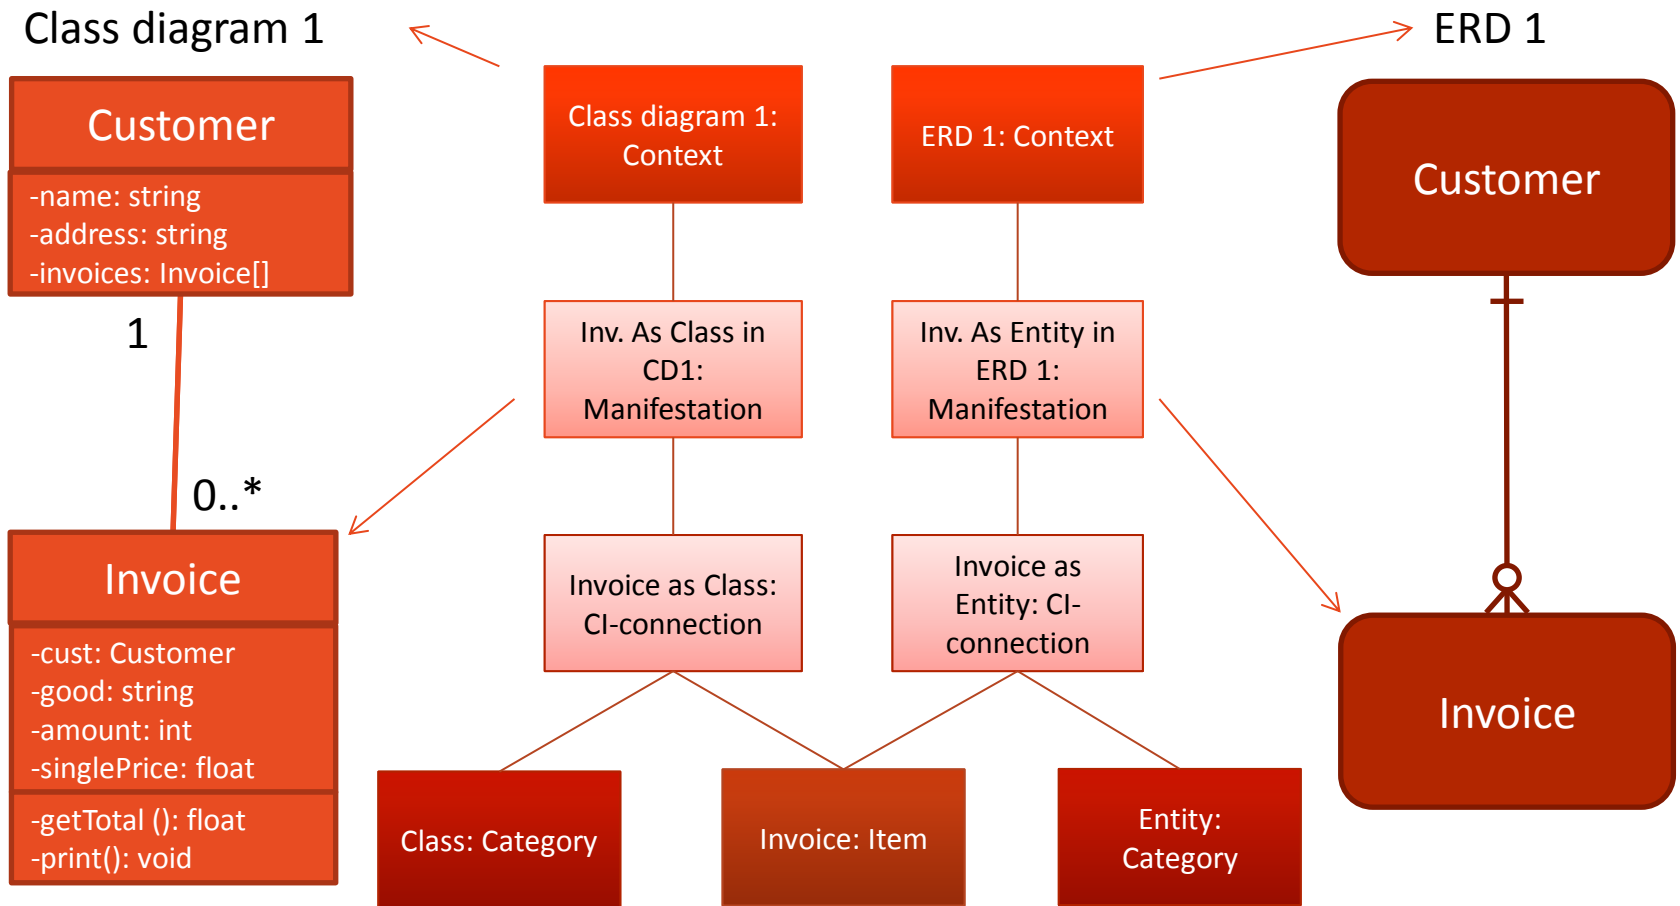 Class diagram 1
ERD 1
Customer
-name: string
-address: string
-invoices: Invoice[]
1
0..*
Invoice
-cust: Customer
-good: string
-amount: int
-singlePrice: float
-getTotal (): float
-print(): void
Class diagram 1:
Context
ERD 1: Context
Inv. As Class in
CD1:
Manifestation
Inv. As Entity in
ERD 1:
Manifestation
Invoice as Class:
CI-connection
Invoice as
Entity: CI-
connection
Class: Category
Invoice: Item
Entity:
Category
Customer
Invoice